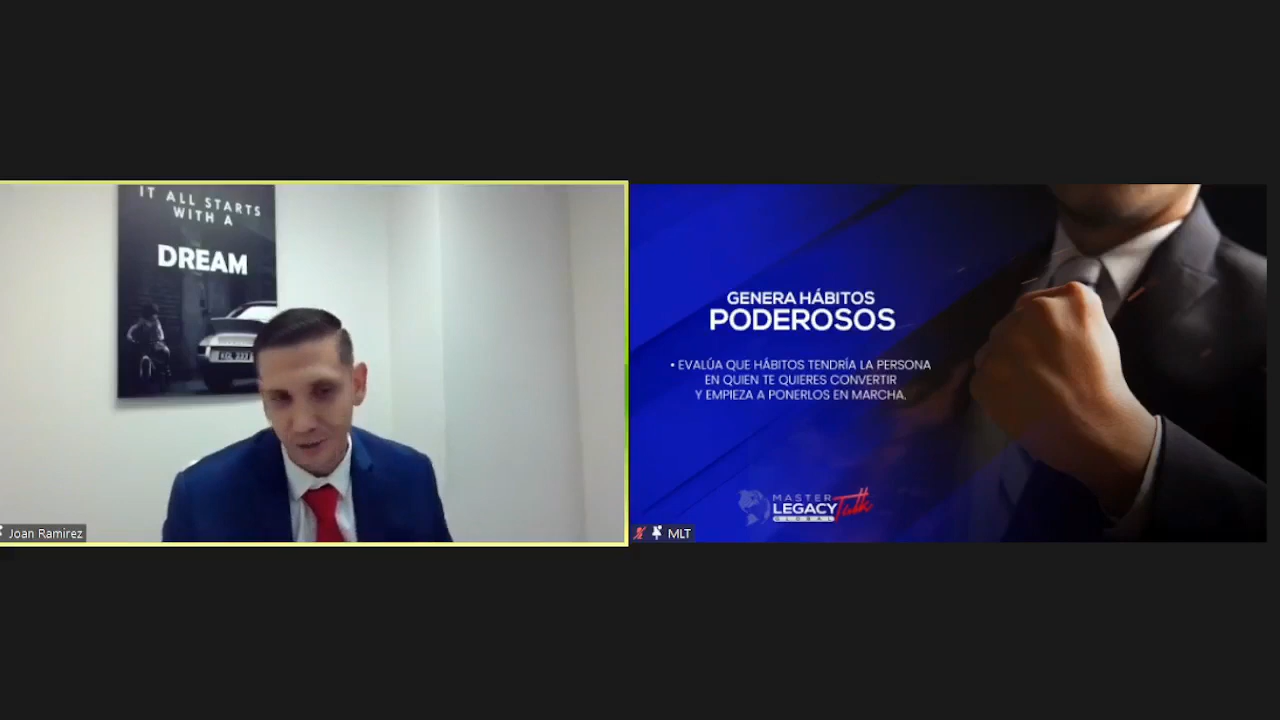 IT ALL STARTS
WITH A
DREAM
Joan Ramirez
GENERA HÁBITOS
PODEROSOS
• EVALÚA QUE HÁBITOS TENDRÍA LA PERSONA
EN QUIEN TE QUIERES CONVERTIR
Y EMPIEZA A PONERLOS EN MARCHA.
MASTER
LEGACY Talk
GLOBAL
MLT